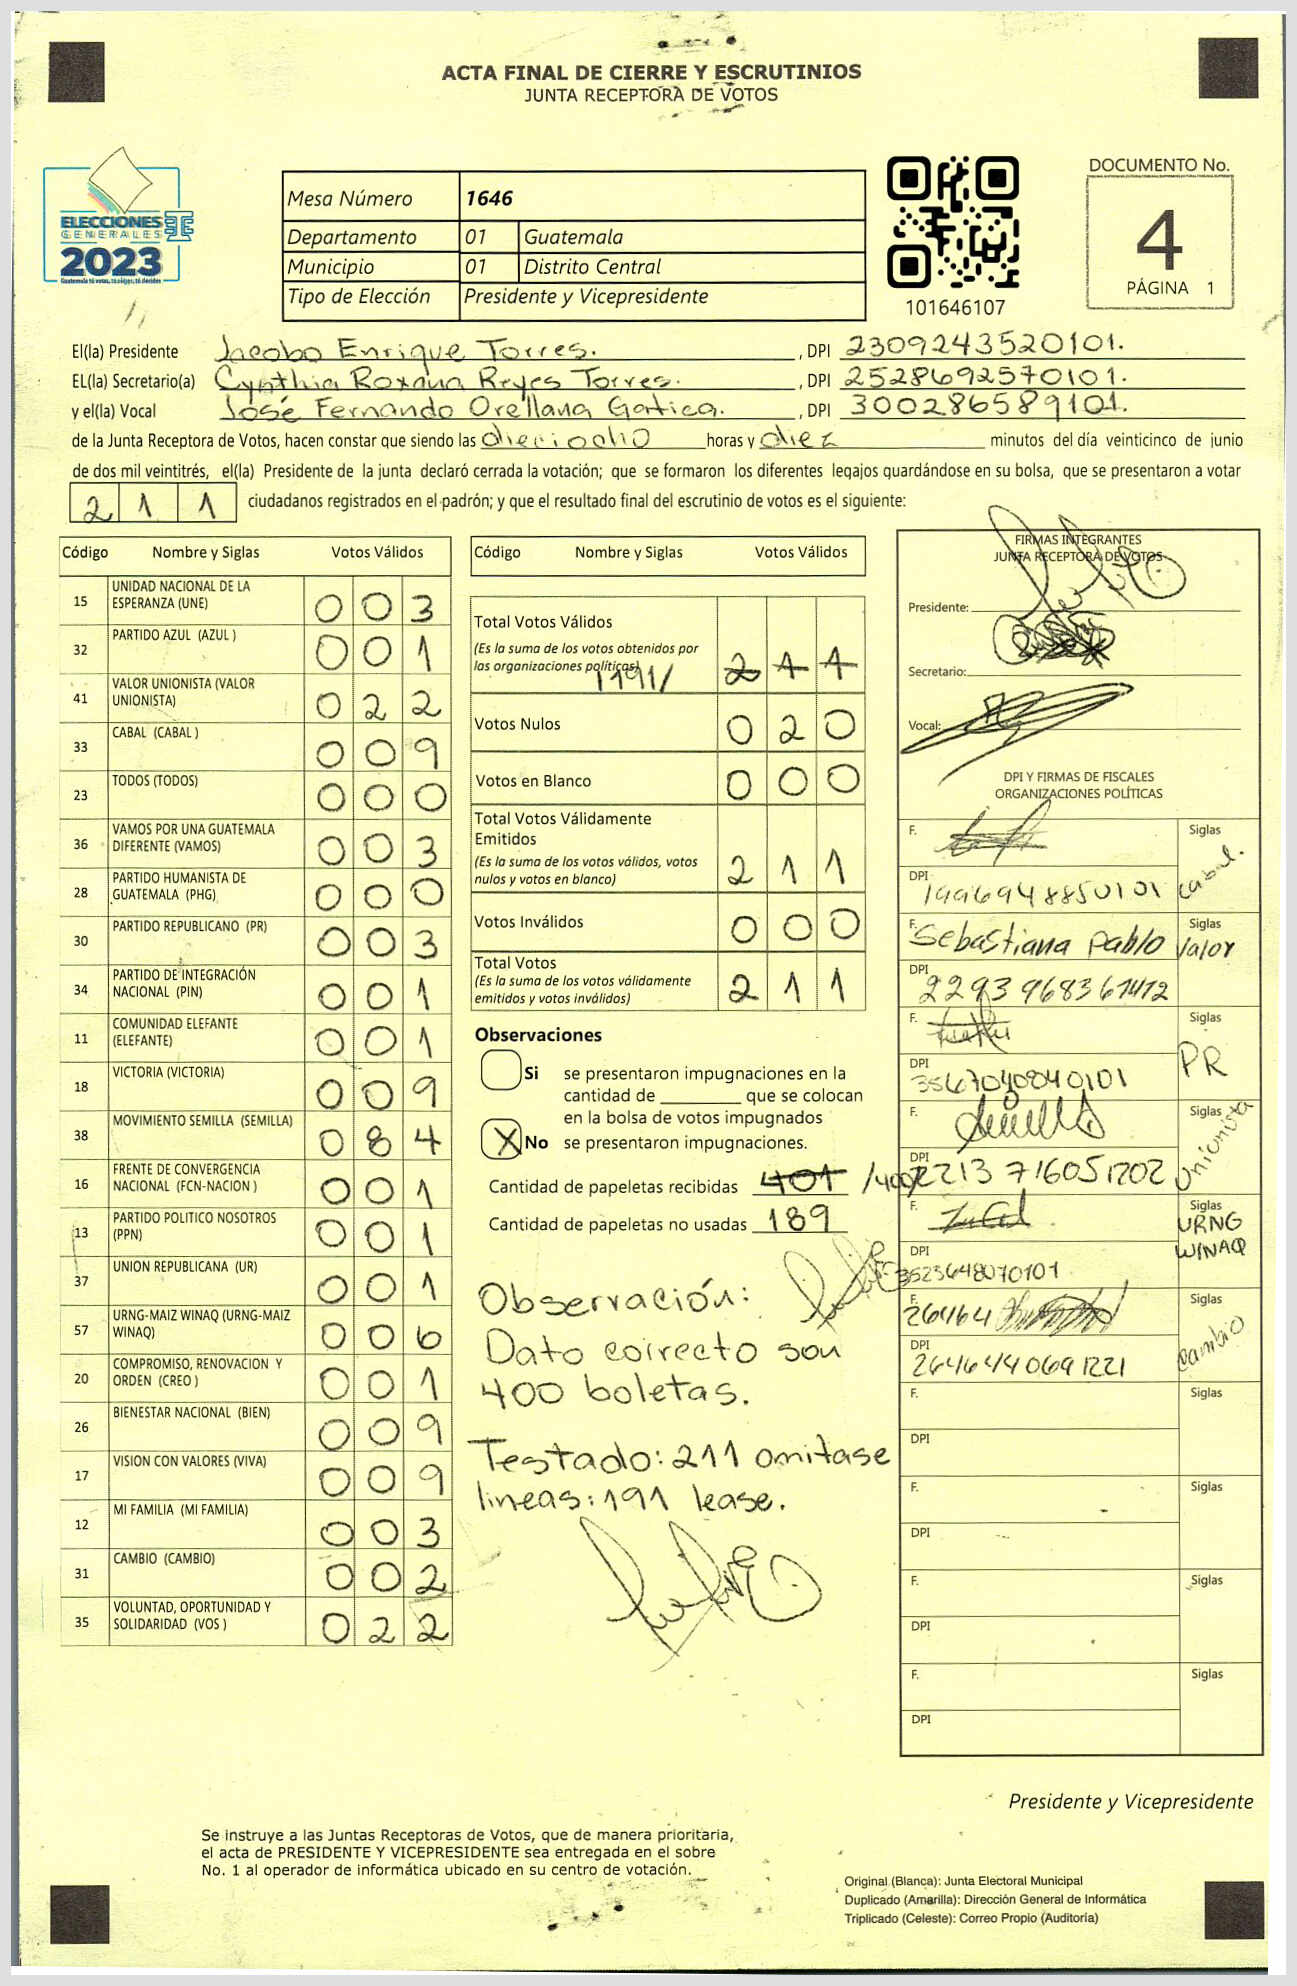 ACTA FINAL DE CIERRE Y ESCRUTINIOS
JUNTA RECEPTORA DE VOTOS
ELECCIONES
GENERALES
2023
Guatemala tú votas, tú eliges, tú decides
Mesa Número 1646
Departamento 01 Guatemala
Municipio 01 Distrito Central
Tipo de Elección Presidente y Vicepresidente
101646107
DOCUMENTO No.
4
PÁGINA 1
El(la) Presidente Jacobo Enrique Torres. , DPI 2309243520101.
EL(la) Secretario(a) Cynthia Roxana Reyes Torres. , DPI 2528692570101.
y el(la) Vocal José Fernando Orellana Gatica. , DPI 3002865891101.
de la Junta Receptora de Votos, hacen constar que siendo las dieciocho horas y diez minutos del día veinticinco de junio
de dos mil veintitrés, el(la) Presidente de la junta declaró cerrada la votación; que se formaron los diferentes legajos guardándose en su bolsa, que se presentaron a votar
2 1 1 ciudadanos registrados en el padrón; y que el resultado final del escrutinio de votos es el siguiente:
Código Nombre y Siglas Votos Válidos
15 UNIDAD NACIONAL DE LA ESPERANZA (UNE) 0 0 3
32 PARTIDO AZUL (AZUL ) 0 0 1
41 VALOR UNIONISTA (VALOR UNIONISTA) 0 2 2
33 CABAL (CABAL ) 0 0 9
23 TODOS (TODOS) 0 0 0
36 VAMOS POR UNA GUATEMALA DIFERENTE (VAMOS) 0 0 3
28 PARTIDO HUMANISTA DE GUATEMALA (PHG) 0 0 0
30 PARTIDO REPUBLICANO (PR) 0 0 3
34 PARTIDO DE INTEGRACIÓN NACIONAL (PIN) 0 0 1
11 COMUNIDAD ELEFANTE (ELEFANTE) 0 0 1
18 VICTORIA (VICTORIA) 0 0 9
38 MOVIMIENTO SEMILLA (SEMILLA) 0 8 4
16 FRENTE DE CONVERGENCIA NACIONAL (FCN-NACION ) 0 0 1
13 PARTIDO POLITICO NOSOTROS (PPN) 0 0 1
37 UNION REPUBLICANA (UR) 0 0 1
57 URNG-MAIZ WINAQ (URNG-MAIZ WINAQ) 0 0 6
20 COMPROMISO, RENOVACION Y ORDEN (CREO ) 0 0 1
26 BIENESTAR NACIONAL (BIEN) 0 0 9
17 VISION CON VALORES (VIVA) 0 0 9
12 MI FAMILIA (MI FAMILIA) 0 0 3
31 CAMBIO (CAMBIO) 0 0 2
35 VOLUNTAD, OPORTUNIDAD Y SOLIDARIDAD (VOS ) 0 2 2
Código Nombre y Siglas Votos Válidos
Total Votos Válidos
(Es la suma de los votos obtenidos por
las organizaciones políticas) /191/ 2 1 1
Votos Nulos 0 2 0
Votos en Blanco 0 0 0
Total Votos Válidamente
Emitidos
(Es la suma de los votos válidos, votos
nulos y votos en blanco) 2 1 1
Votos Inválidos 0 0 0
Total Votos
(Es la suma de los votos válidamente
emitidos y votos inválidos) 2 1 1
Observaciones
Si se presentaron impugnaciones en la
cantidad de ________ que se colocan
en la bolsa de votos impugnados
X No se presentaron impugnaciones.
Cantidad de papeletas recibidas 401 /400/
Cantidad de papeletas no usadas 189
Observación:
Dato correcto son
400 boletas.
Testado: 211 omitase
lineas: 191 lease.
FIRMAS INTEGRANTES
JUNTA RECEPTORA DE VOTOS
Presidente:
Secretario:
Vocal:
DPI Y FIRMAS DE FISCALES
ORGANIZACIONES POLÍTICAS
F. Siglas Cabal.
DPI 1996948850101
F. Sebastiana Pablo Siglas Valor
DPI 2293968361412
F. Siglas PR
DPI 3567040840101
F. Siglas Unionista
DPI 2213716051202
F. Siglas URNG WINAQ
DPI 3523648070101
F. 26464 Siglas Cambio
DPI 2646440691221
F. Siglas
DPI
F. Siglas
DPI
F. Siglas
DPI
F. Siglas
DPI
Presidente y Vicepresidente
Se instruye a las Juntas Receptoras de Votos, que de manera prioritaria,
el acta de PRESIDENTE Y VICEPRESIDENTE sea entregada en el sobre
No. 1 al operador de informática ubicado en su centro de votación.
Original (Blanca): Junta Electoral Municipal
Duplicado (Amarilla): Dirección General de Informática
Triplicado (Celeste): Correo Propio (Auditoría)